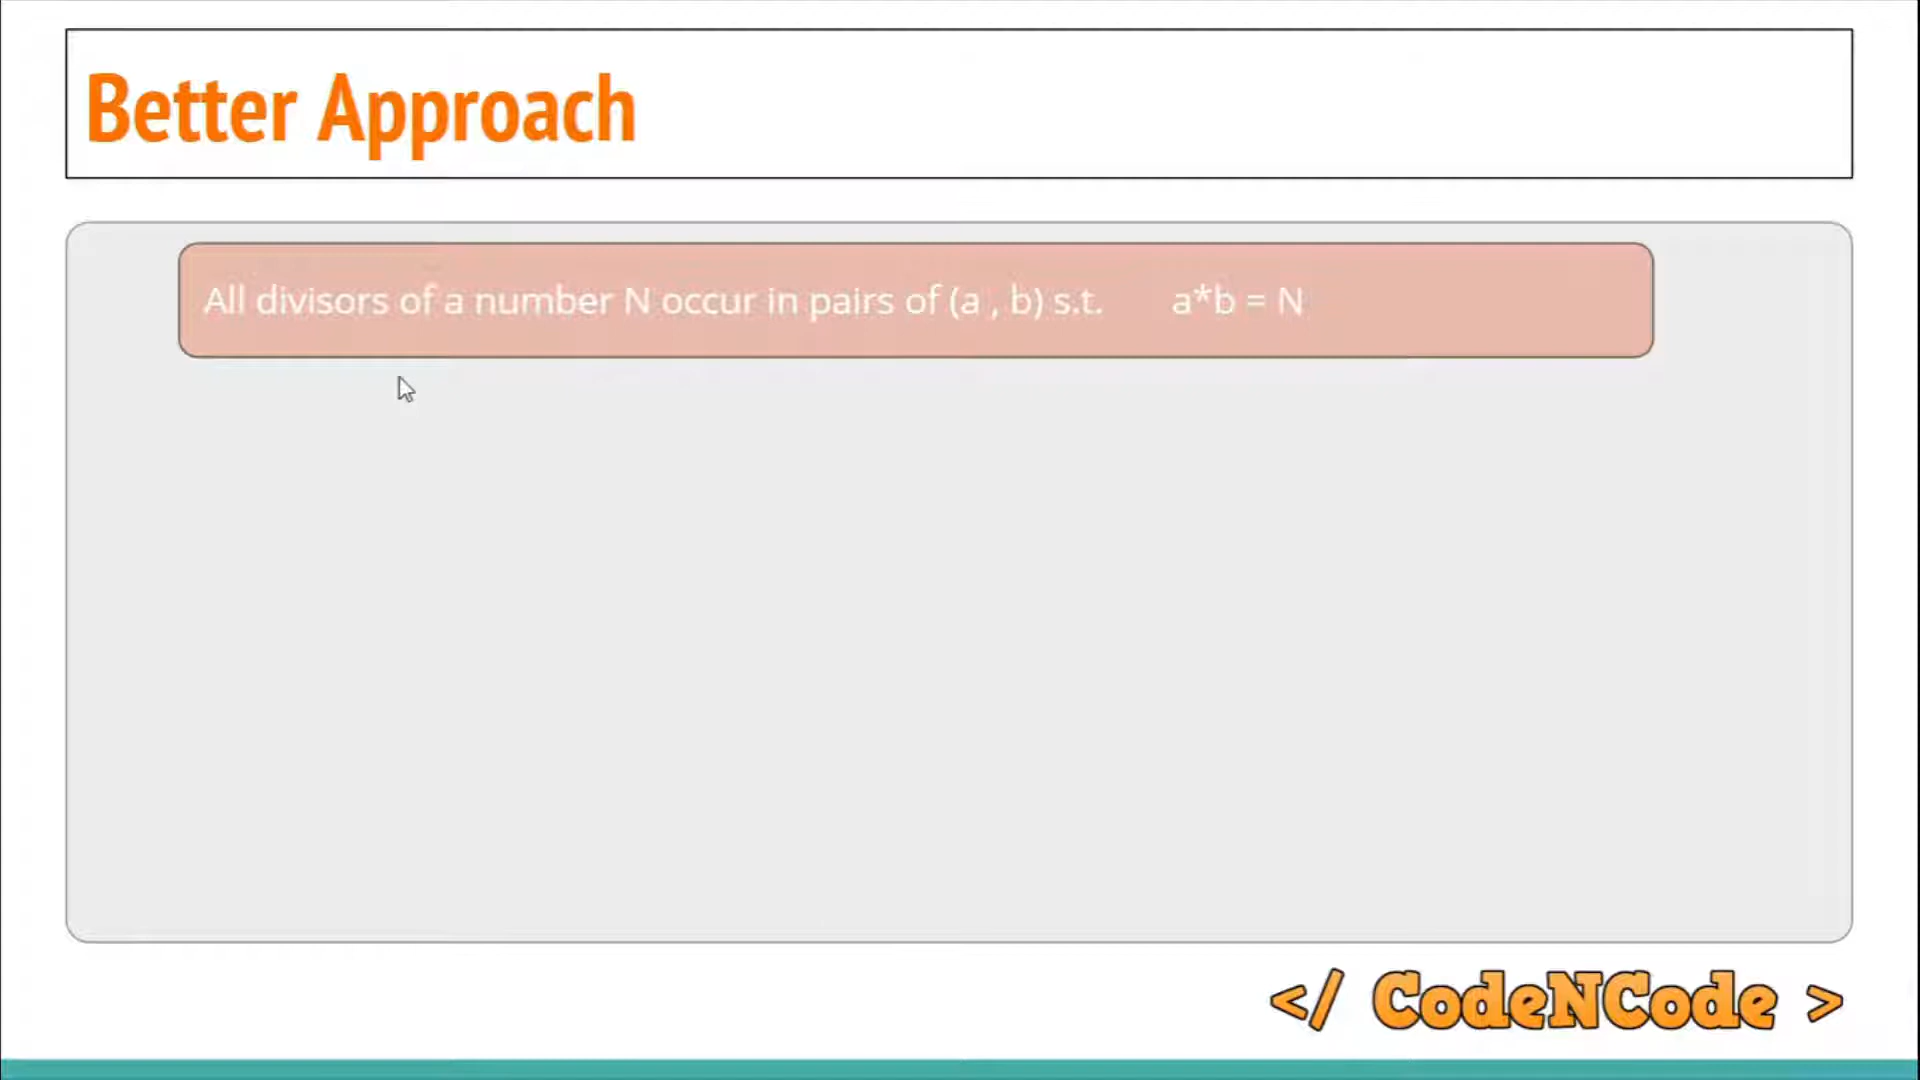 Better Approach
All divisors of a number N occur in pairs of (a , b) s.t. a*b = N
</ CodeNCode >